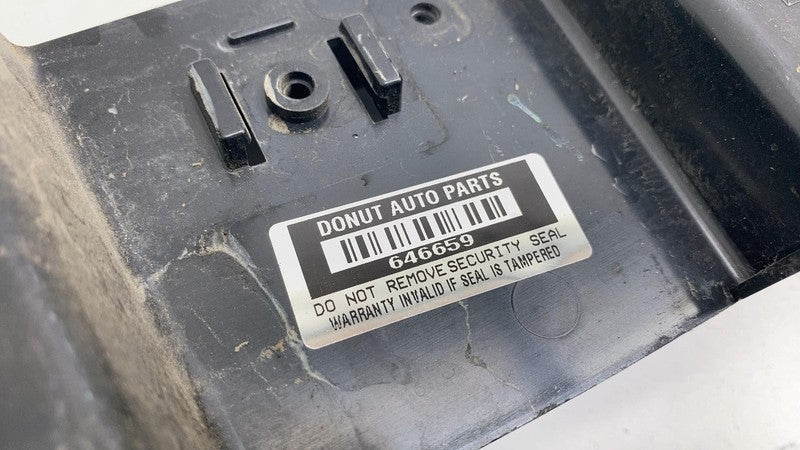 DONUT AUTO PARTS
646659
DO NOT REMOVE SECURITY SEAL
WARRANTY INVALID IF SEAL IS TAMPERED